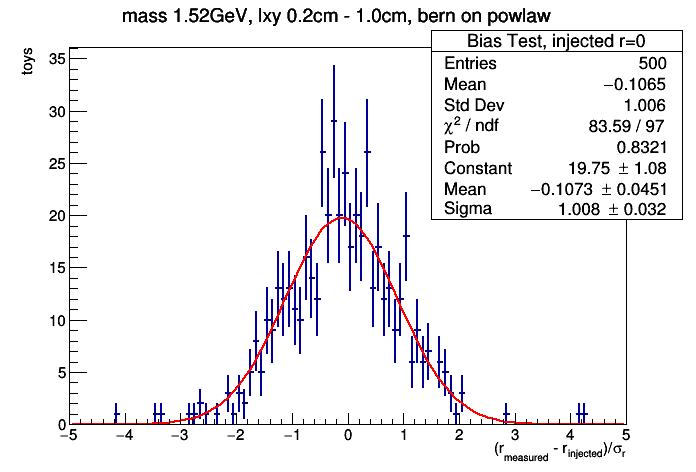 mass 1.52GeV, lxy 0.2cm - 1.0cm, bern on powlaw
Bias Test, injected r=0
Entries 500
Mean −0.1065
Std Dev 1.006
χ² / ndf 83.59 / 97
Prob 0.8321
Constant 19.75 ± 1.08
Mean −0.1073 ± 0.0451
Sigma 1.008 ± 0.032
toys
35
30
25
20
15
10
5
0
−5 −4 −3 −2 −1 0 1 2 3 4 5
(r_measured - r_injected)/σ_r